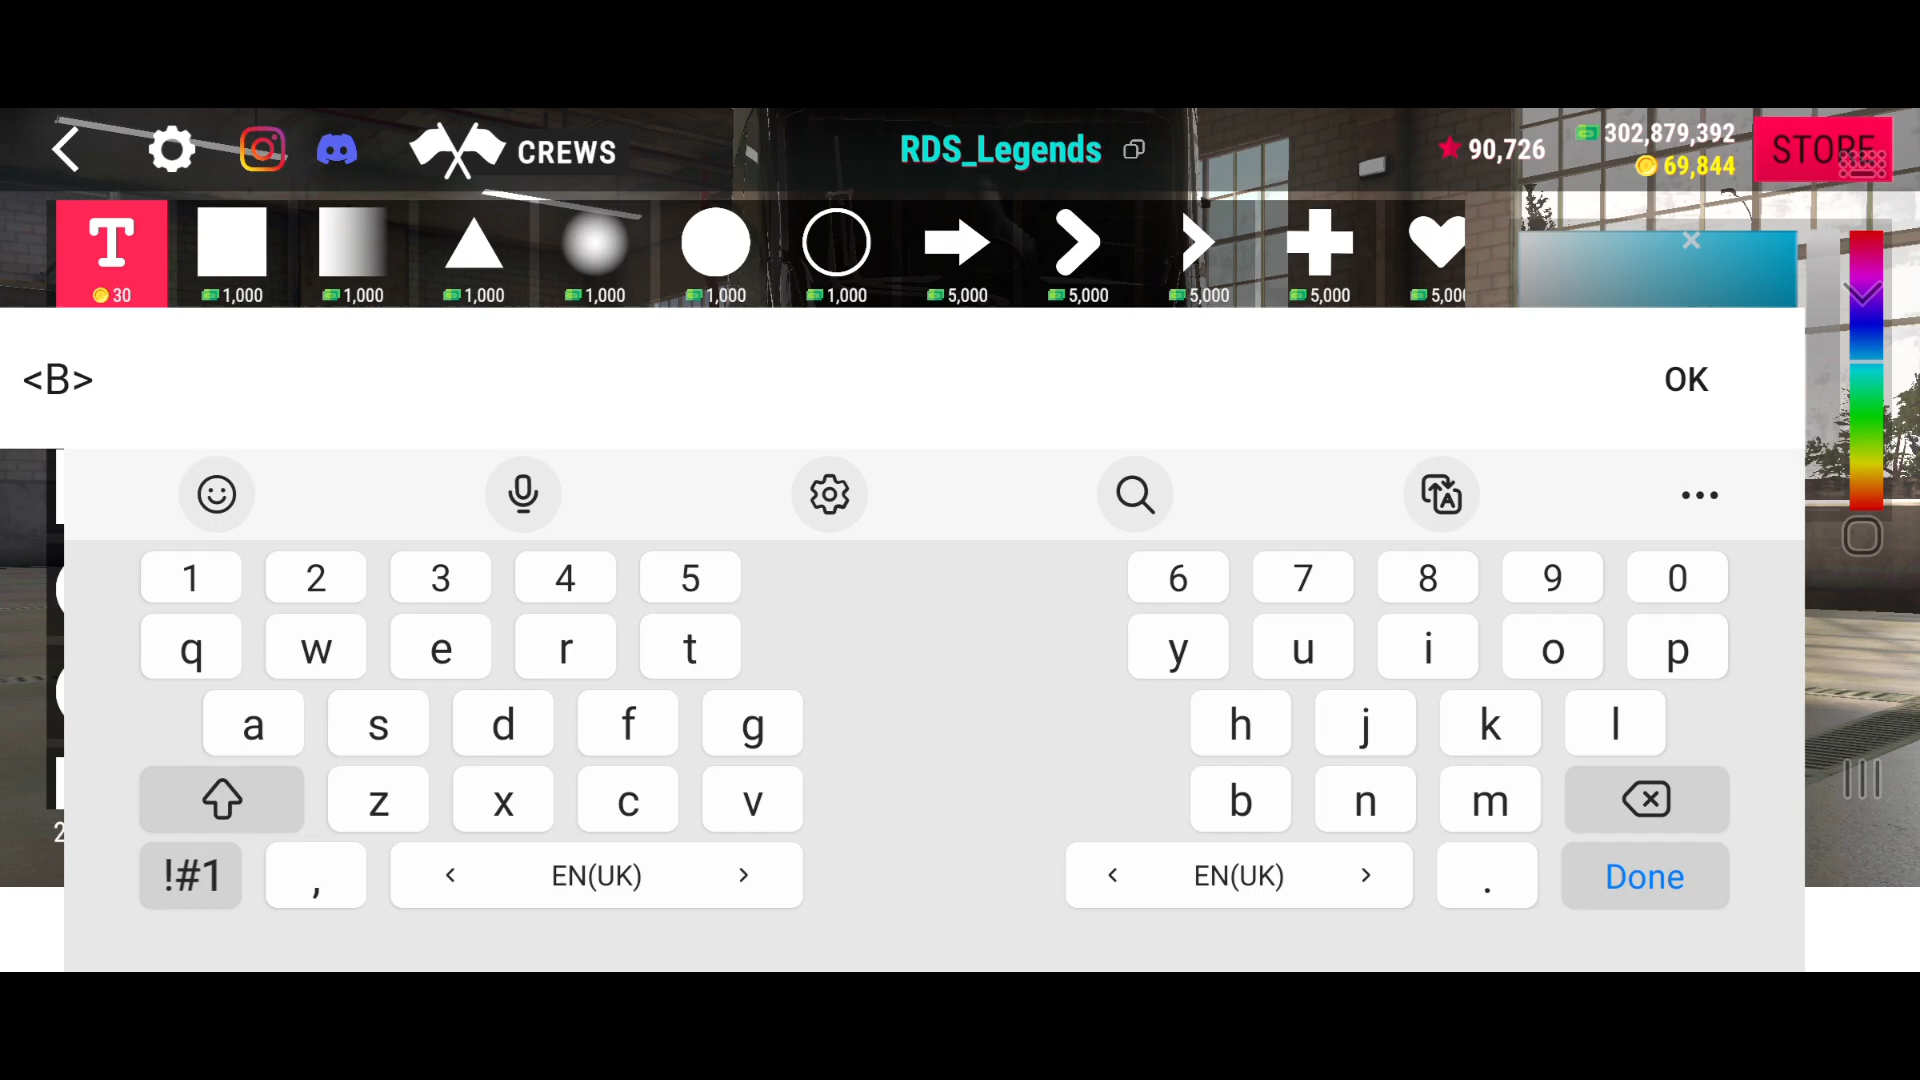 CREWS
RDS_Legends
90,726
302,879,392
69,844
STORE
T
30
1,000
1,000
1,000
1,000
1,000
1,000
5,000
5,000
5,000
5,000
<B>
OK
A
1 2 3 4 5 6 7 8 9 0
q w e r t y u i o p
a s d f g h j k l
z x c v b n m
!#1 , < EN(UK) > < EN(UK) > . Done